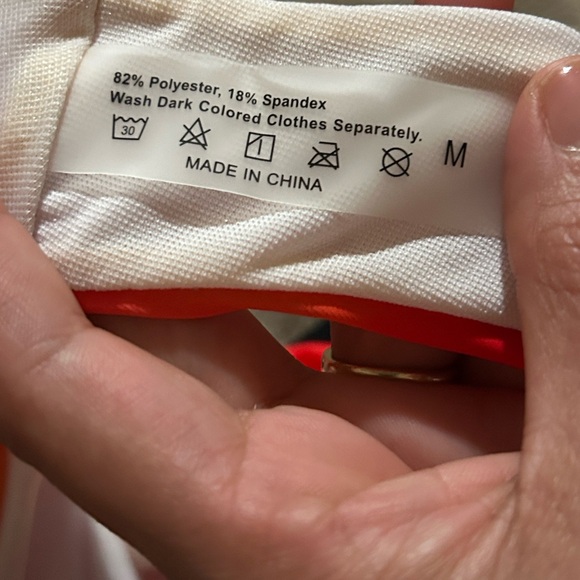 82% Polyester, 18% Spandex
Wash Dark Colored Clothes Separately.
30
M
MADE IN CHINA